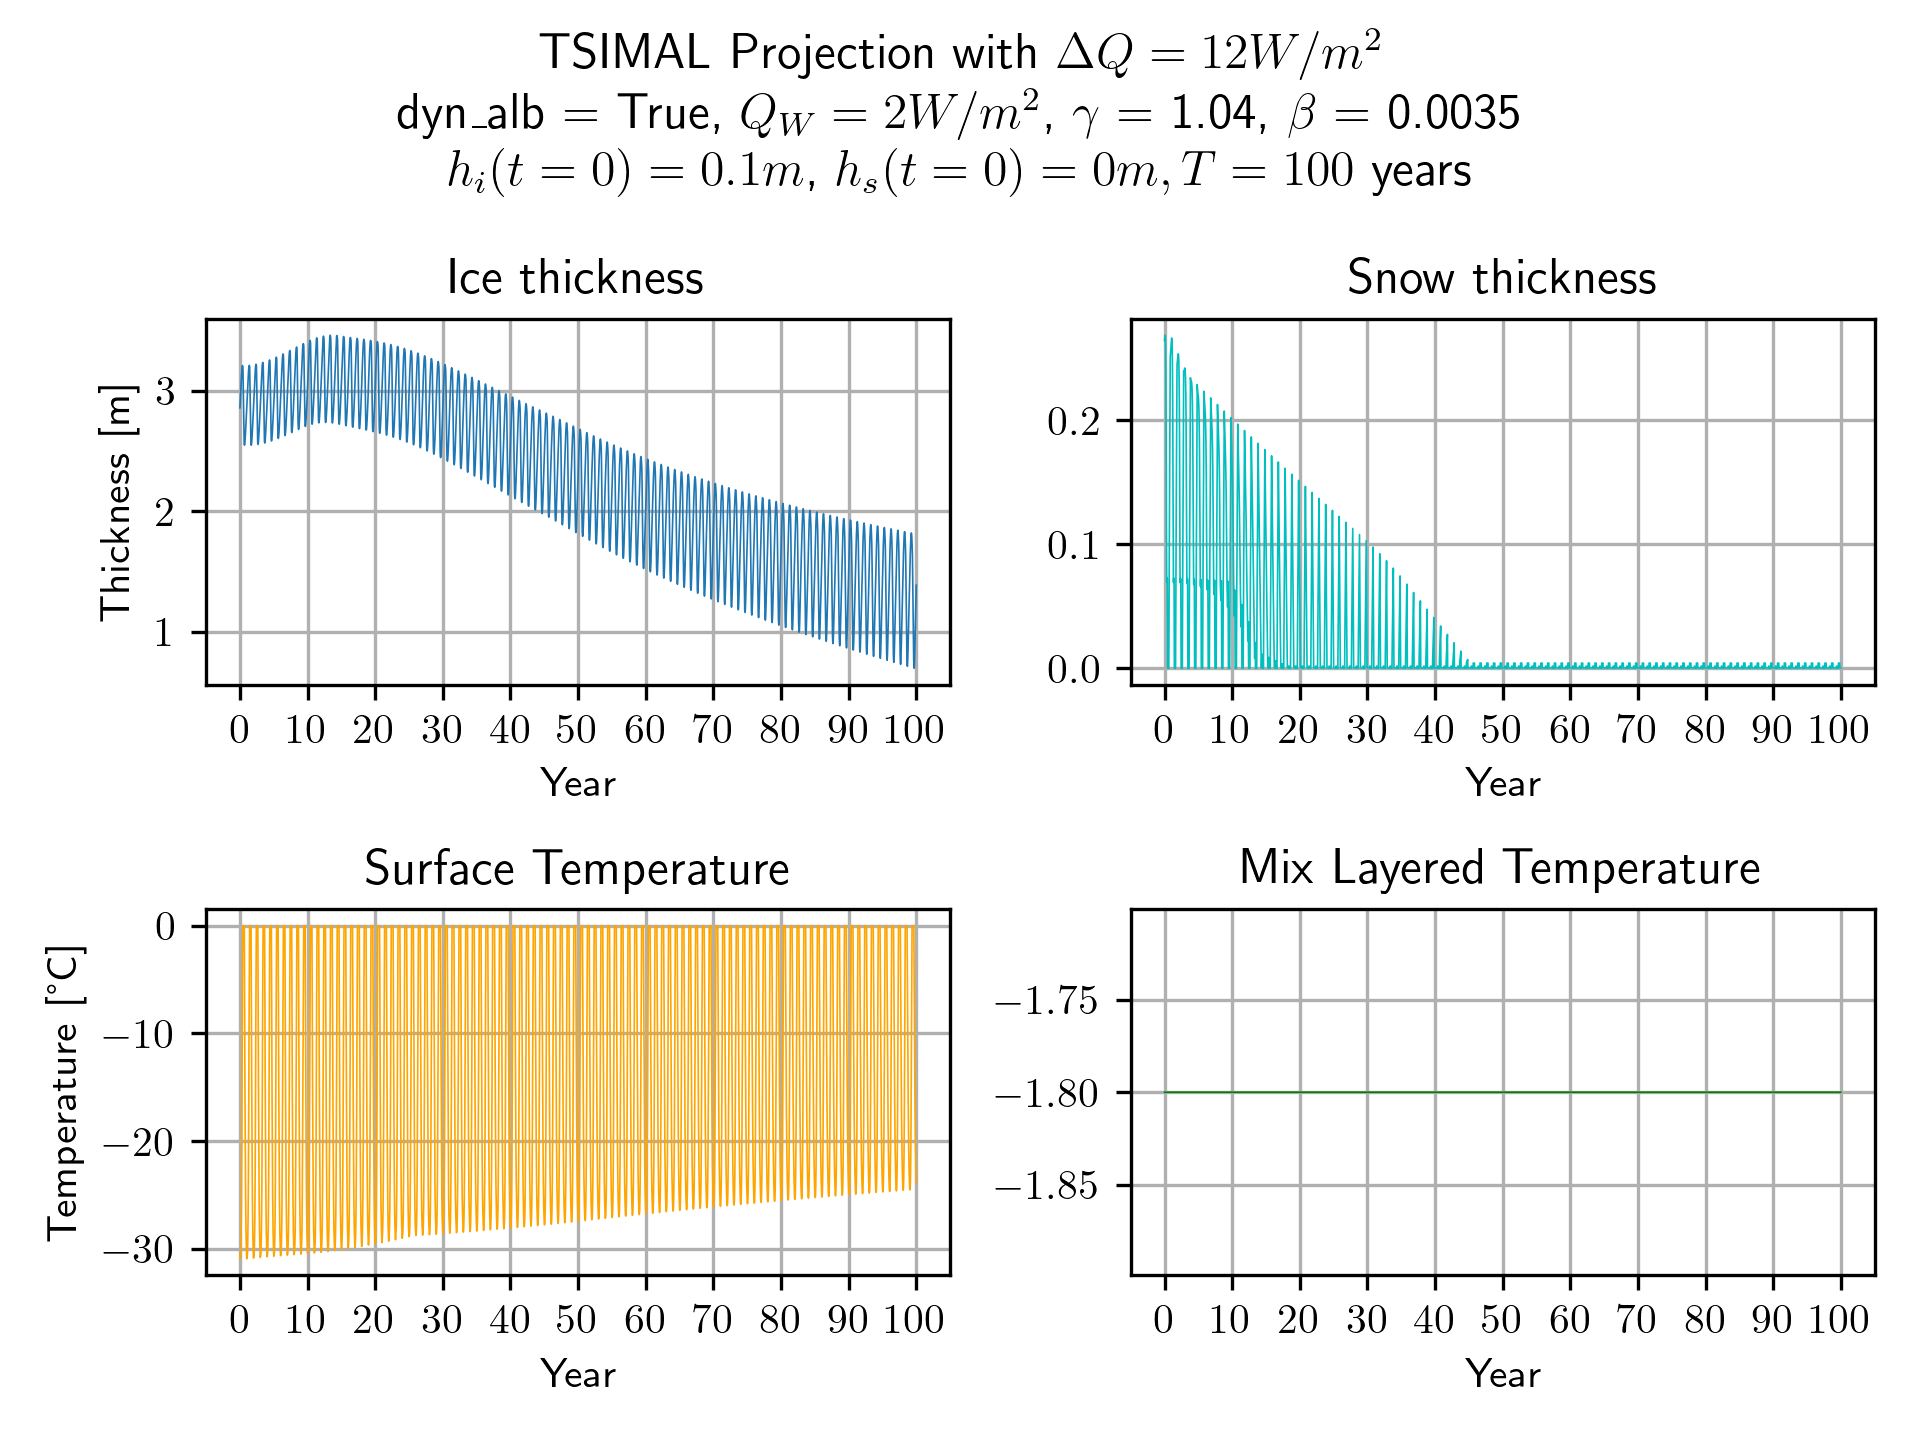 TSIMAL Projection with ΔQ = 12W/m²
dyn_alb = True, Q_W = 2W/m², γ = 1.04, β = 0.0035
h_i(t = 0) = 0.1m, h_s(t = 0) = 0m, T = 100 years
Ice thickness
Thickness [m]
3
2
1
0 10 20 30 40 50 60 70 80 90 100
Year
Snow thickness
0.2
0.1
0.0
0 10 20 30 40 50 60 70 80 90 100
Year
Surface Temperature
Temperature [°C]
0
−10
−20
−30
0 10 20 30 40 50 60 70 80 90 100
Year
Mix Layered Temperature
−1.75
−1.80
−1.85
0 10 20 30 40 50 60 70 80 90 100
Year